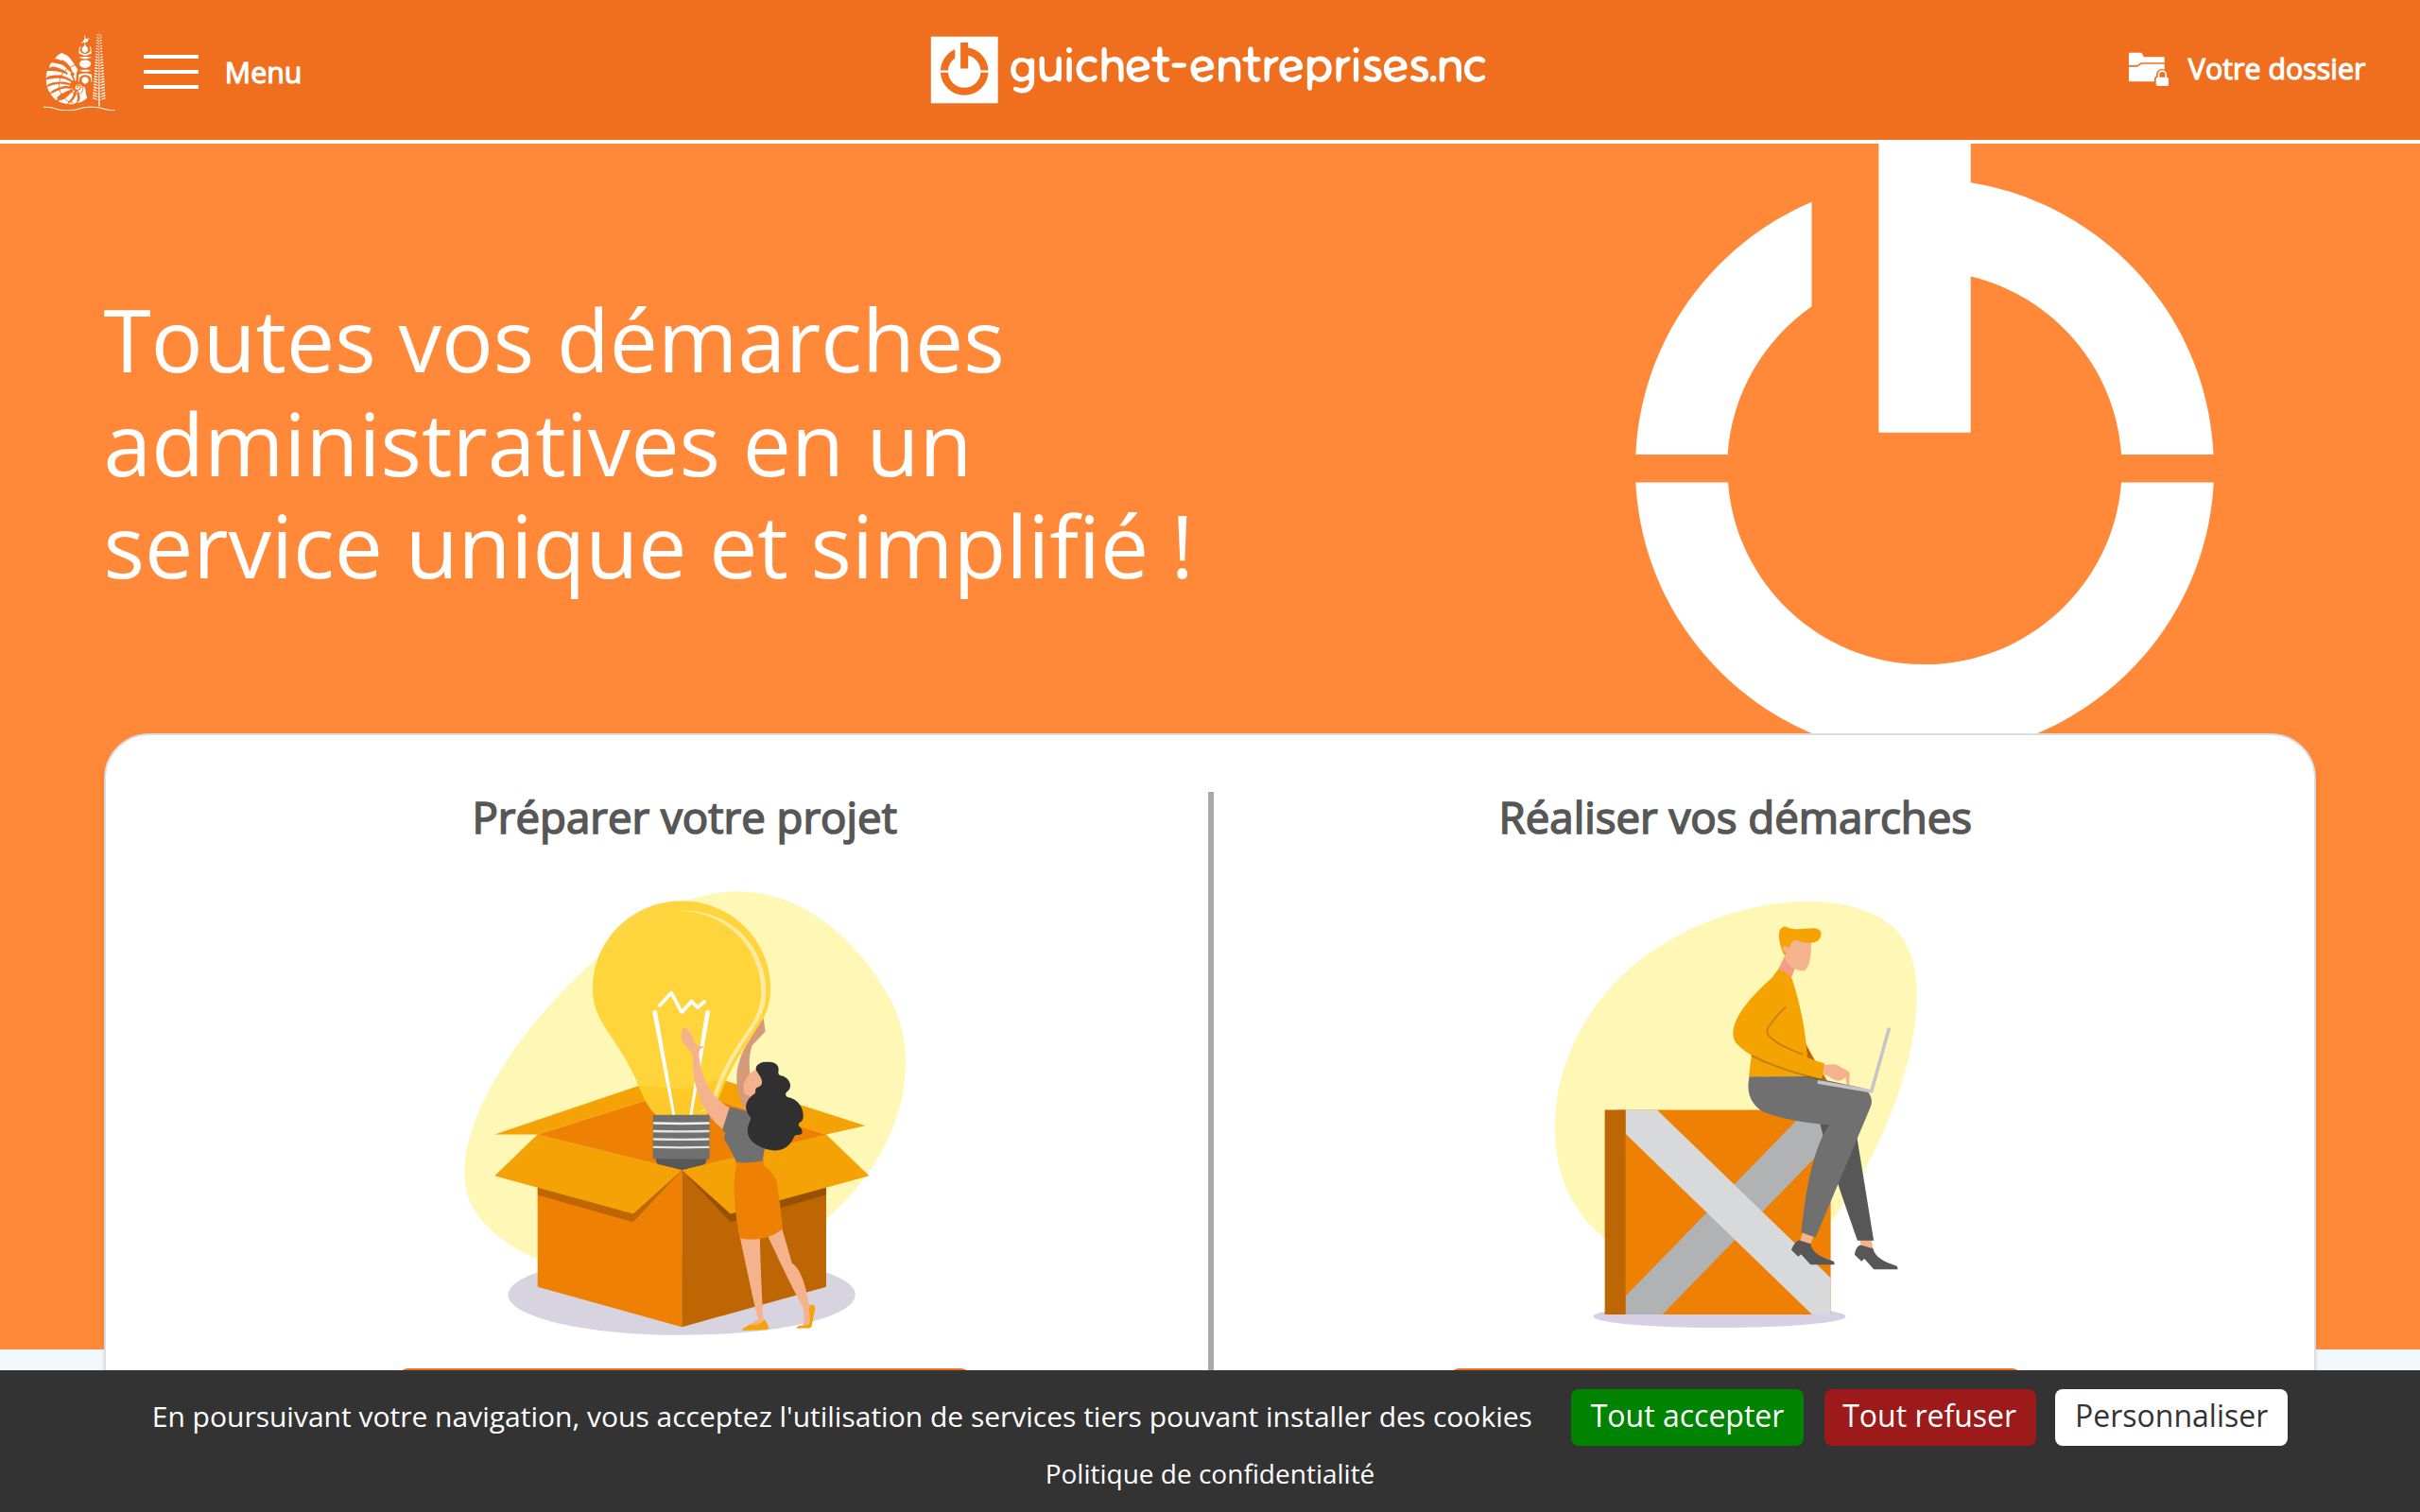 Menu
guichet-entreprises.nc
Votre dossier
Toutes vos démarches
administratives en un
service unique et simplifié !
Préparer votre projet
Réaliser vos démarches
En poursuivant votre navigation, vous acceptez l'utilisation de services tiers pouvant installer des cookies
Tout accepter
Tout refuser
Personnaliser
Politique de confidentialité